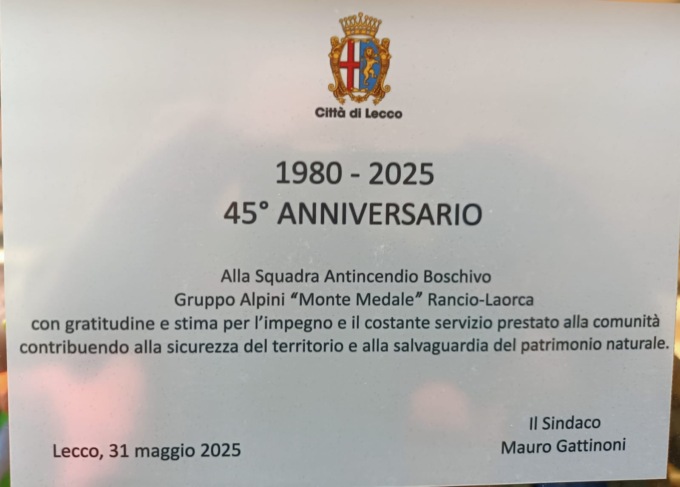 Città di Lecco
1980 - 2025
45° ANNIVERSARIO
Alla Squadra Antincendio Boschivo
Gruppo Alpini “Monte Medale” Rancio-Laorca
con gratitudine e stima per l’impegno e il costante servizio prestato alla comunità
contribuendo alla sicurezza del territorio e alla salvaguardia del patrimonio naturale.
Il Sindaco
Lecco, 31 maggio 2025
Mauro Gattinoni